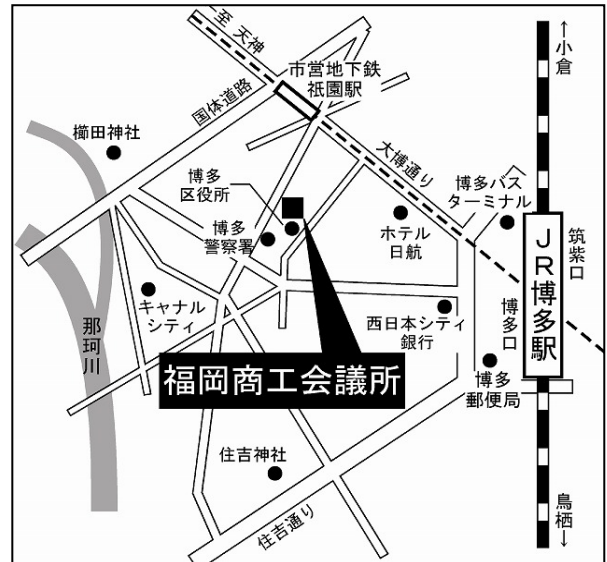 ←至 天神
↑小倉
市営地下鉄
祇園駅
国体道路
櫛田神社
大博通り
博多バス
ターミナル
博多
区役所
ホテル
日航
博多
警察署
筑紫口
JR博多駅
キャナル
シティ
西日本シティ
銀行
博多口
那珂川
福岡商工会議所
博多
郵便局
住吉神社
住吉通り
鳥栖↓